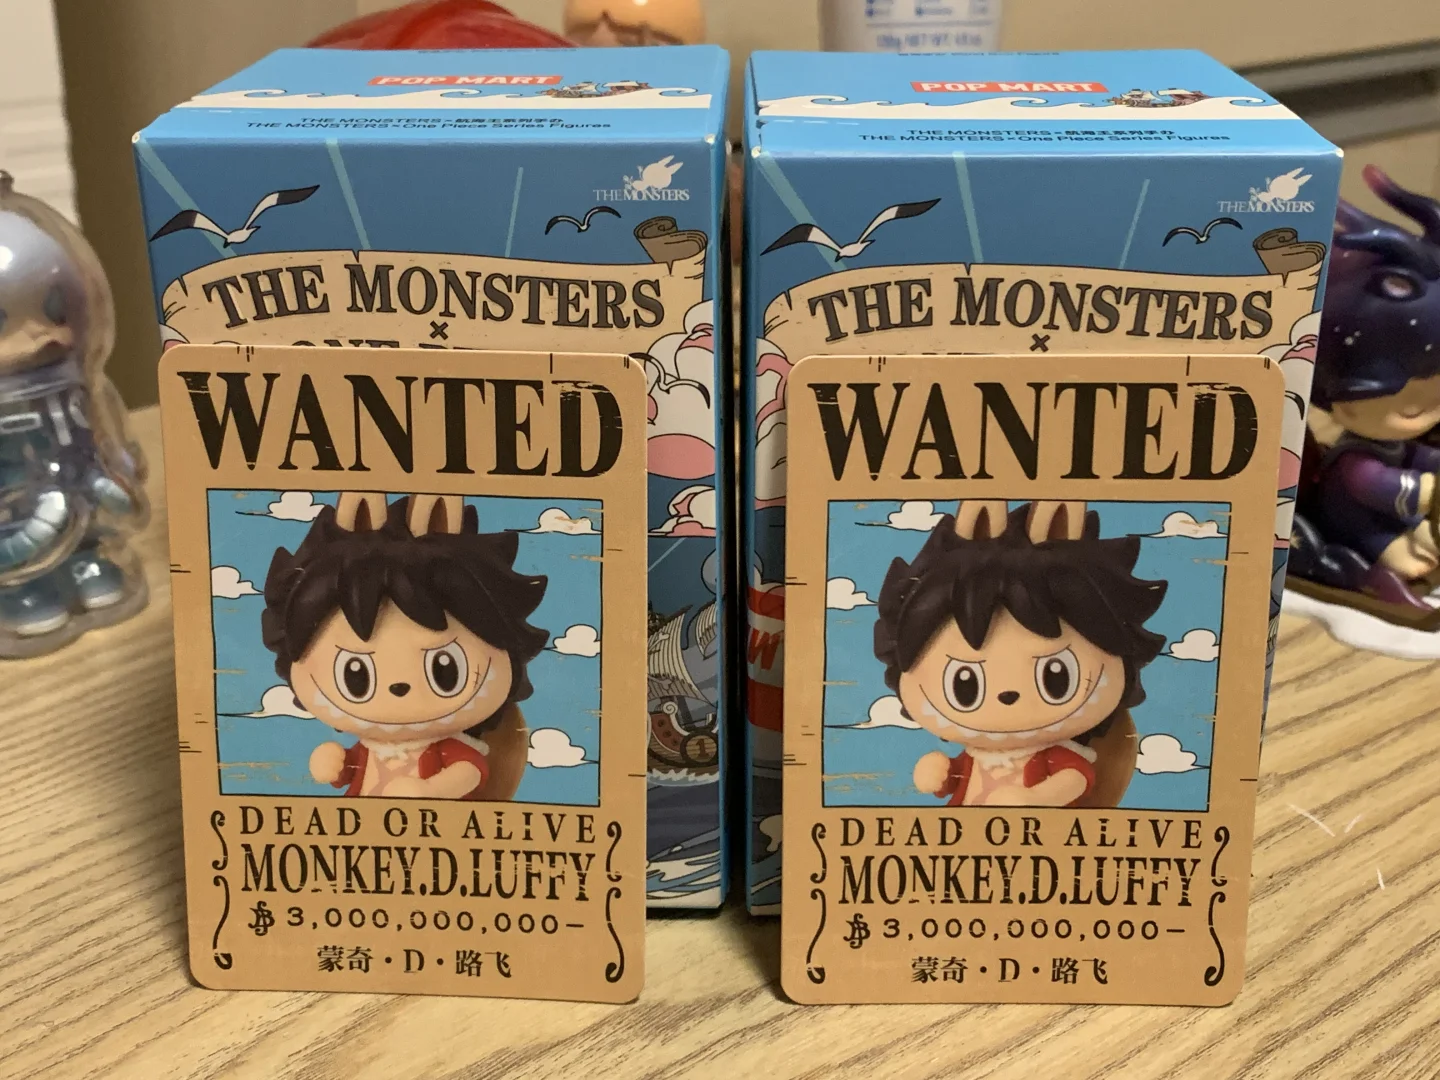 POP MART
THE MONSTERS × 航海王系列手办
THE MONSTERS × One Piece Series Figures
THE MONSTERS
THE MONSTERS
×
WANTED
DEAD OR ALIVE
MONKEY.D.LUFFY
฿ 3,000,000,000-
蒙奇·D·路飞
POP MART
THE MONSTERS × 航海王系列手办
THE MONSTERS × One Piece Series Figures
THE MONSTERS
THE MONSTERS
×
WANTED
DEAD OR ALIVE
MONKEY.D.LUFFY
฿ 3,000,000,000-
蒙奇·D·路飞